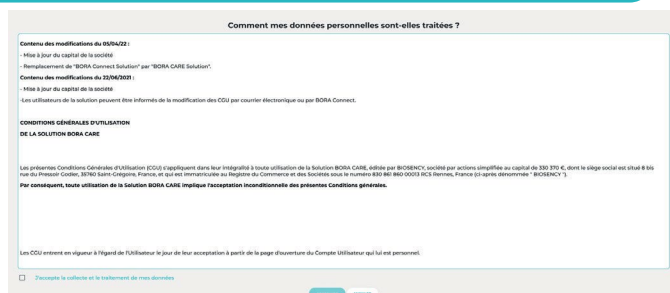 Comment mes données personnelles sont-elles traitées ?
Contenu des modifications du 05/04/22 :
- Mise à jour du capital de la société
- Remplacement de "BORA Connect Solution" par "BORA CARE Solution".
Contenu des modifications du 22/06/2021 :
- Mise à jour du capital de la société
-Les utilisateurs de la solution peuvent être informés de la modification des CGU par courrier électronique ou par BORA Connect.
CONDITIONS GÉNÉRALES D'UTILISATION
DE LA SOLUTION BORA CARE
Les présentes Conditions Générales d'Utilisation (CGU) s'appliquent dans leur intégralité à toute utilisation de la Solution BORA CARE, éditée par BIOSENCY, société par actions simplifiée au capital de 330 370 €, dont le siège social est situé 8 bis
rue du Pressoir Godier, 35760 Saint-Grégoire, France, et qui est immatriculée au Registre du Commerce et des Sociétés sous le numéro 830 861 860 00013 RCS Rennes, France (ci-après dénommée " BIOSENCY ").
Par conséquent, toute utilisation de la Solution BORA CARE implique l'acceptation inconditionnelle des présentes Conditions générales.
Les CGU entrent en vigueur à l'égard de l'Utilisateur le jour de leur acceptation à partir de la page d'ouverture du Compte Utilisateur qui lui est personnel.
J'accepte la collecte et le traitement de mes données